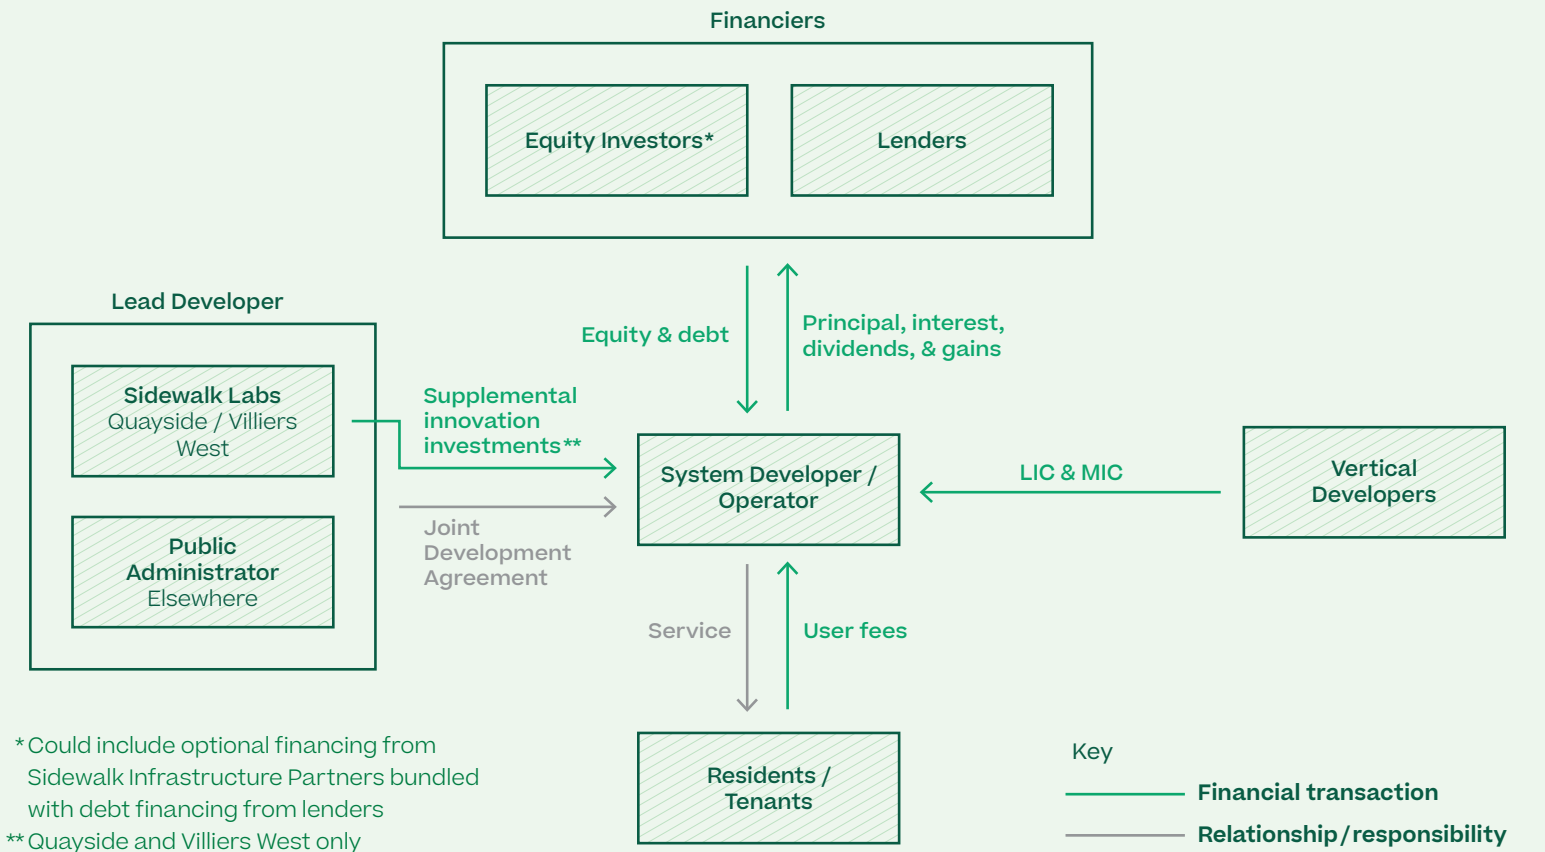 Financiers
Equity Investors*
Lenders
Equity & debt
Principal, interest,
dividends, & gains
Lead Developer
Sidewalk Labs
Quayside / Villiers
West
Public
Administrator
Elsewhere
Supplemental
innovation
investments**
Joint
Development
Agreement
System Developer /
Operator
LIC & MIC
Vertical
Developers
Service
User fees
Residents /
Tenants
* Could include optional financing from
Sidewalk Infrastructure Partners bundled
with debt financing from lenders
** Quayside and Villiers West only
Key
Financial transaction
Relationship/responsibility